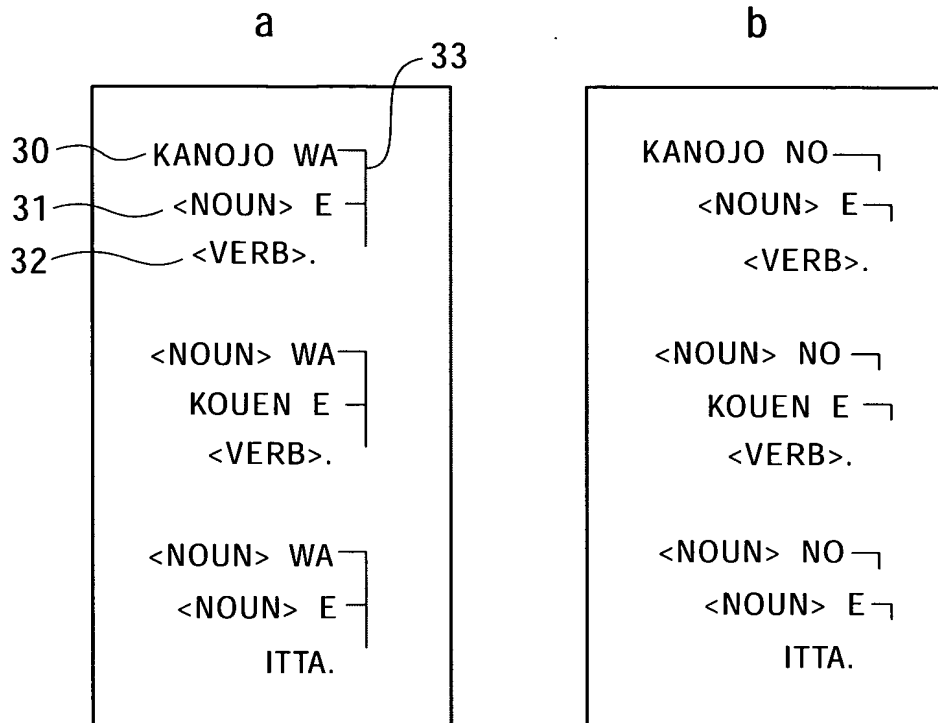 a
33
30 KANOJO WA
31 <NOUN> E
32 <VERB>.
<NOUN> WA
KOUEN E
<VERB>.
<NOUN> WA
<NOUN> E
ITTA.
b
KANOJO NO
<NOUN> E
<VERB>.
<NOUN> NO
KOUEN E
<VERB>.
<NOUN> NO
<NOUN> E
ITTA.